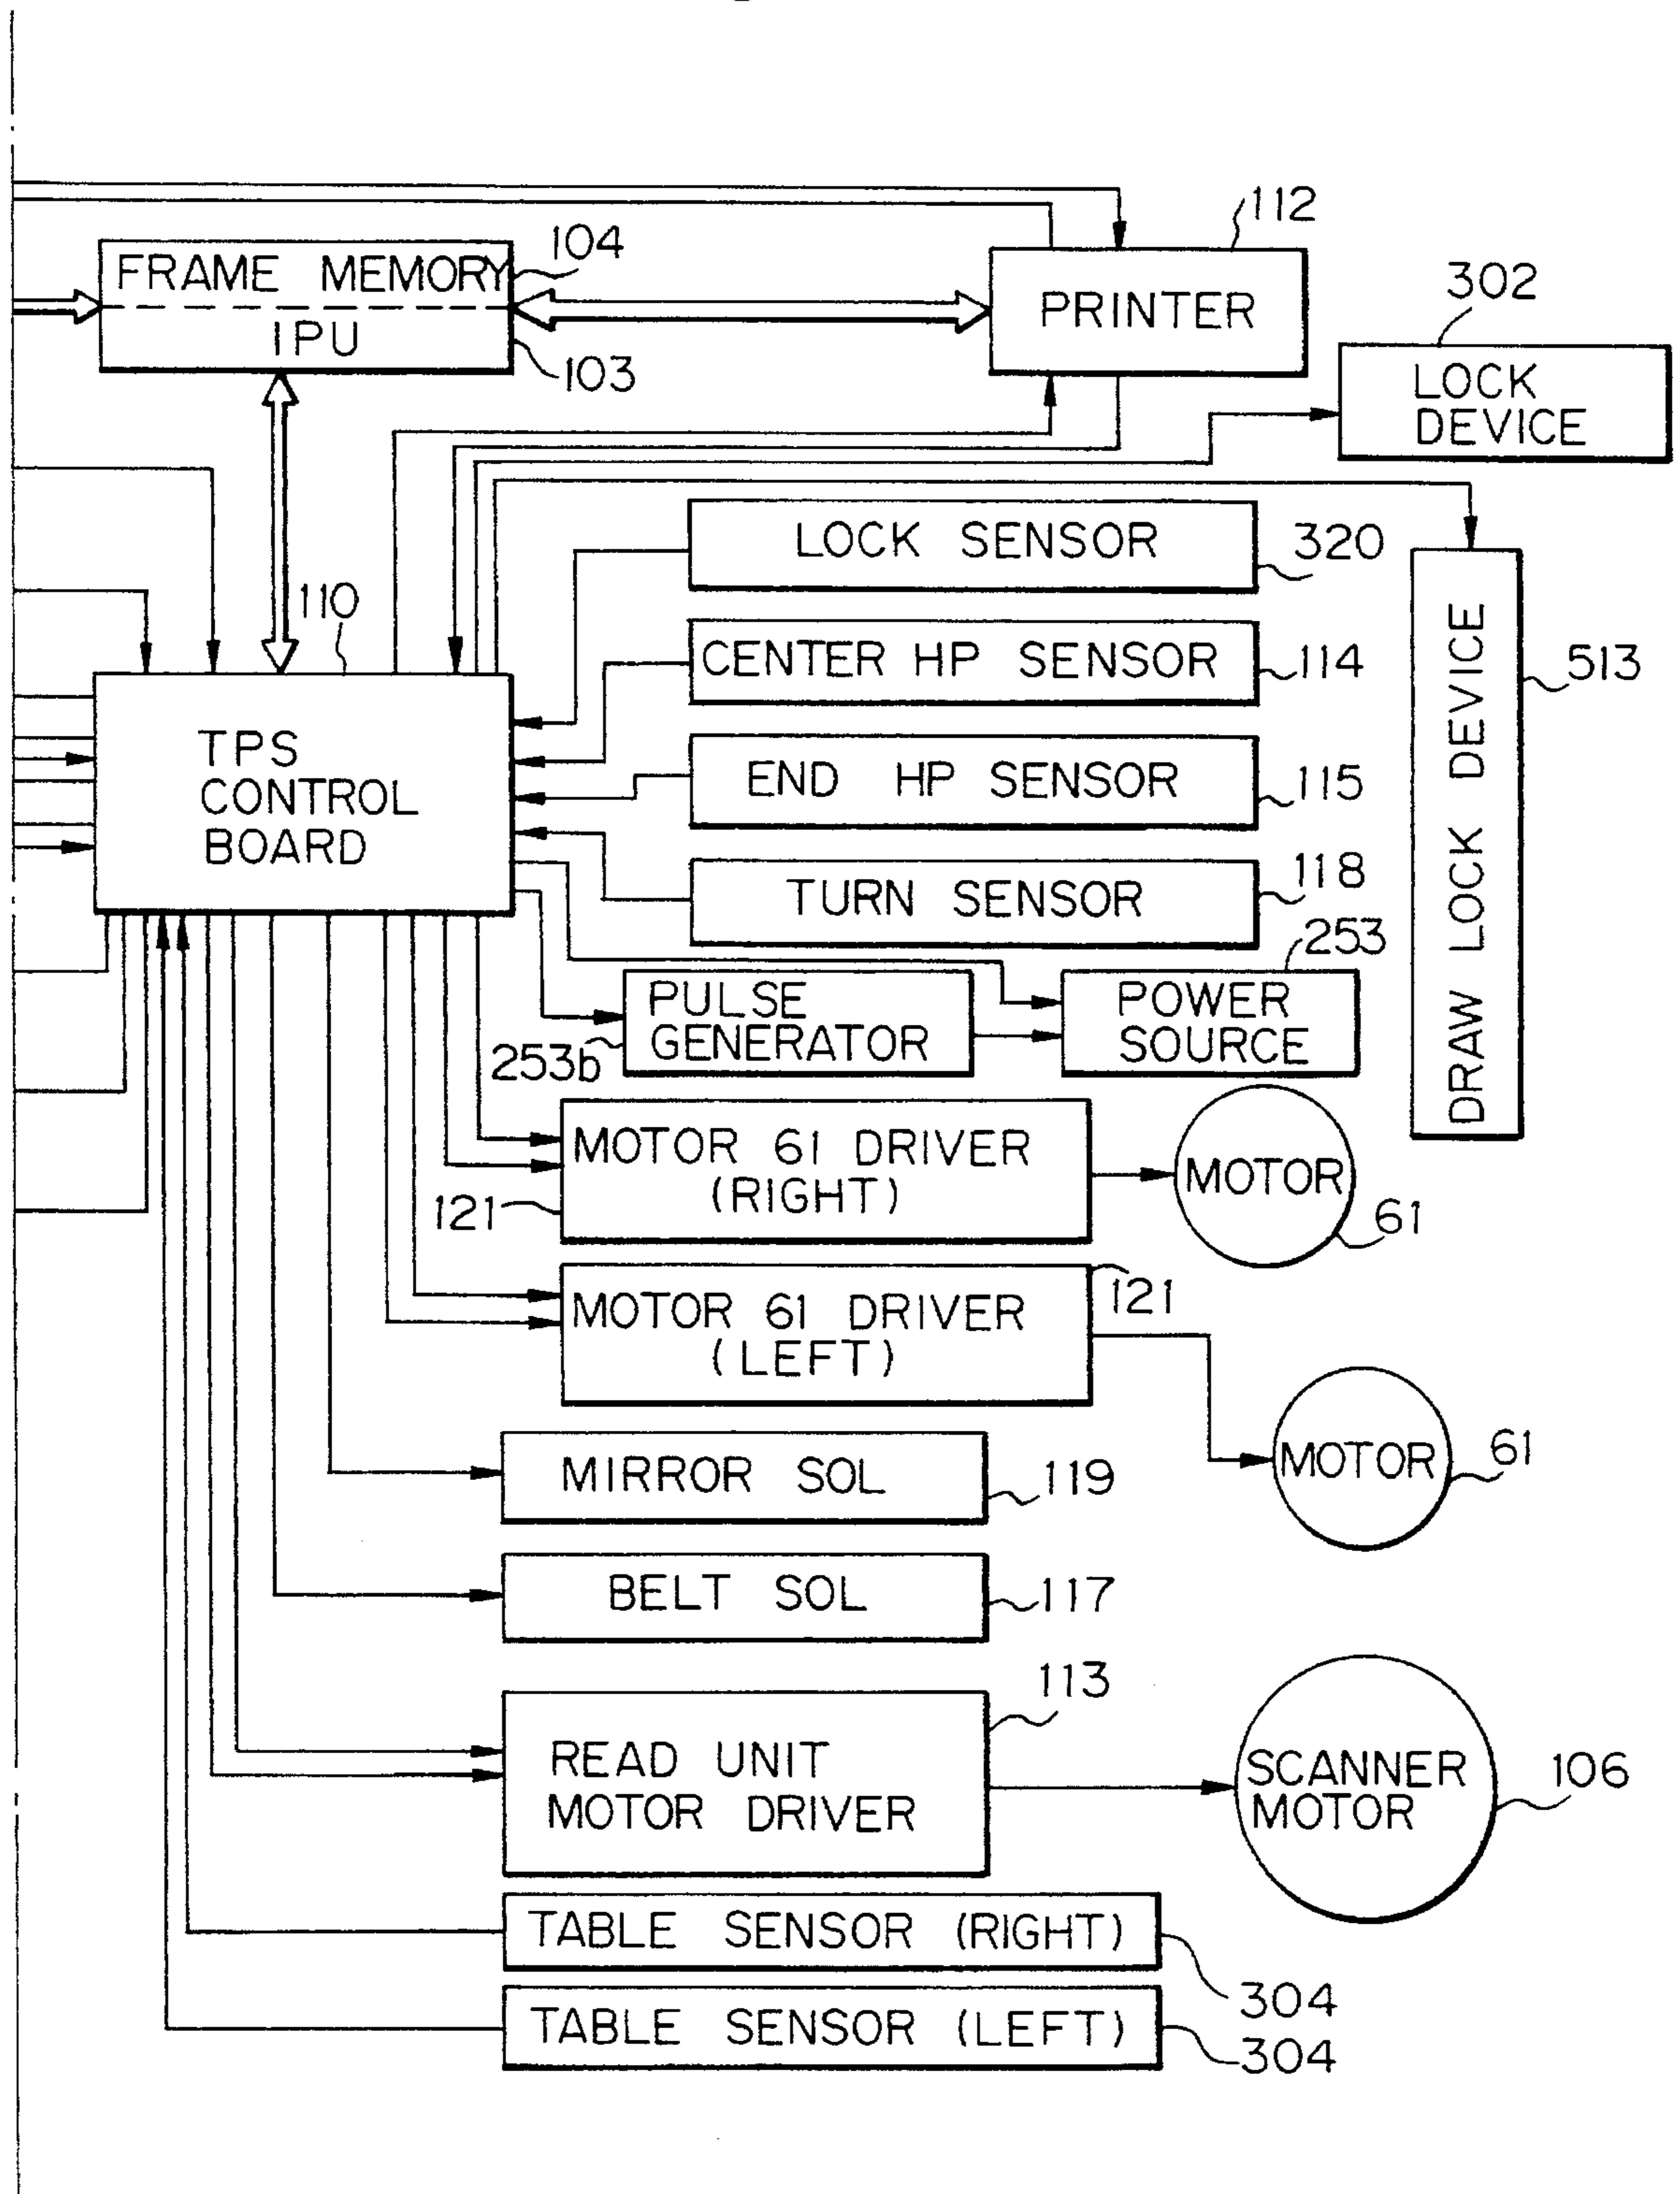 112
104
FRAME MEMORY
302
PRINTER
IPU
103
LOCK
DEVICE
LOCK SENSOR
320
110
CENTER HP SENSOR
114
513
DRAW LOCK DEVICE
TPS
CONTROL
BOARD
END HP SENSOR
115
118
TURN SENSOR
253
PULSE
GENERATOR
253b
POWER
SOURCE
MOTOR 61 DRIVER
(RIGHT)
121
MOTOR
61
121
MOTOR 61 DRIVER
(LEFT)
MOTOR
61
MIRROR SOL
119
BELT SOL
117
113
READ UNIT
MOTOR DRIVER
SCANNER
MOTOR
106
TABLE SENSOR (RIGHT)
304
TABLE SENSOR (LEFT)
304